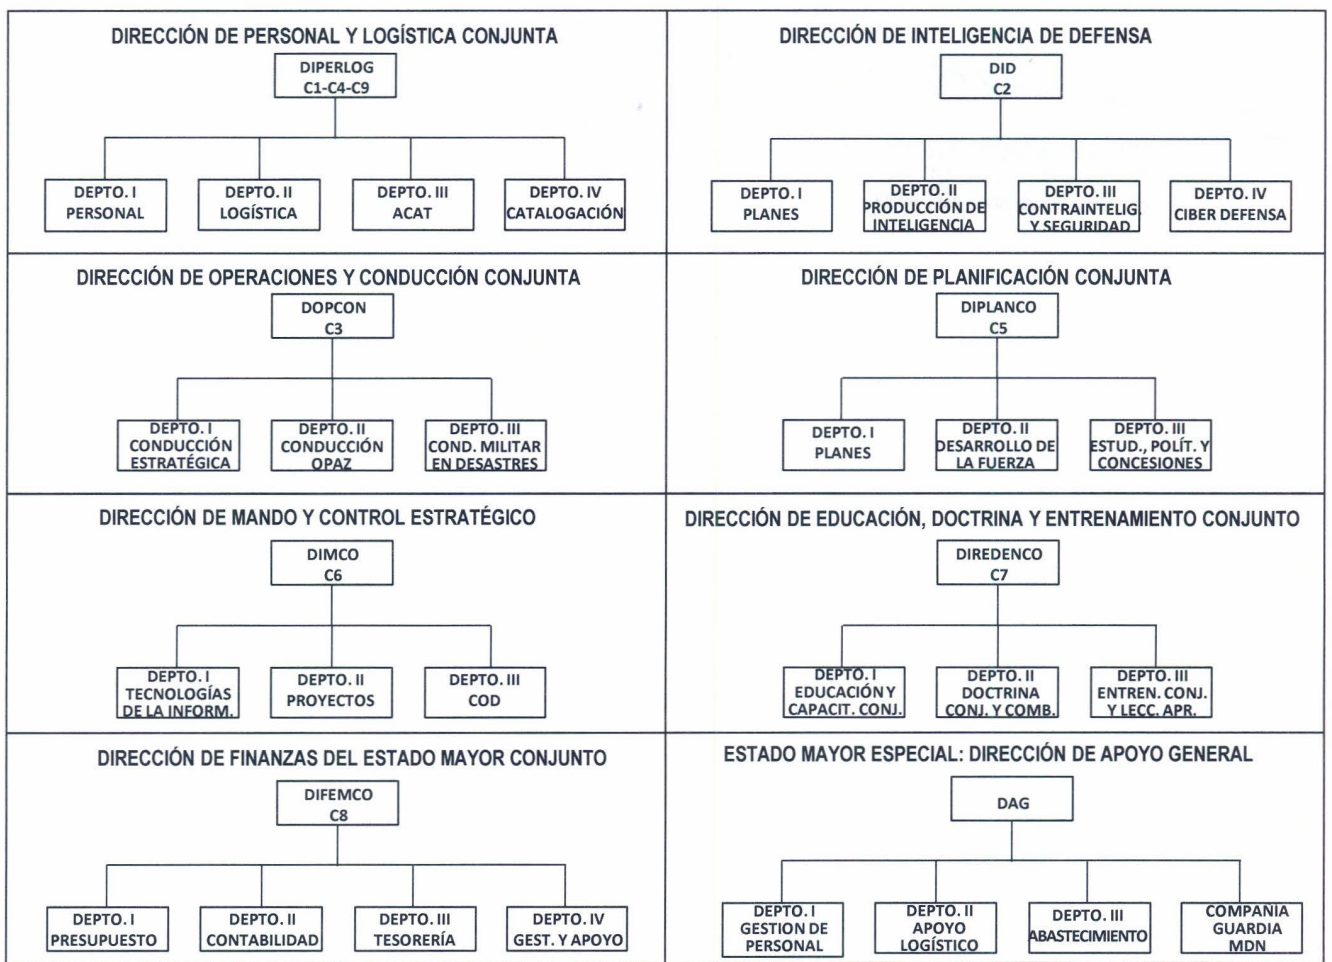 DIRECCIÓN DE PERSONAL Y LOGÍSTICA CONJUNTA
DIPERLOG
C1-C4-C9
DEPTO. I
PERSONAL
DEPTO. II
LOGÍSTICA
DEPTO. III
ACAT
DEPTO. IV
CATALOGACIÓN
DIRECCIÓN DE INTELIGENCIA DE DEFENSA
DID
C2
DEPTO. I
PLANES
DEPTO. II
PRODUCCIÓN DE
INTELIGENCIA
DEPTO. III
CONTRAINTELIG.
Y SEGURIDAD
DEPTO. IV
CIBER DEFENSA
DIRECCIÓN DE OPERACIONES Y CONDUCCIÓN CONJUNTA
DOPCON
C3
DEPTO. I
CONDUCCIÓN
ESTRATÉGICA
DEPTO. II
CONDUCCIÓN
OPAZ
DEPTO. III
COND. MILITAR
EN DESASTRES
DIRECCIÓN DE PLANIFICACIÓN CONJUNTA
DIPLANCO
C5
DEPTO. I
PLANES
DEPTO. II
DESARROLLO DE
LA FUERZA
DEPTO. III
ESTUD., POLÍT. Y
CONCESIONES
DIRECCIÓN DE MANDO Y CONTROL ESTRATÉGICO
DIMCO
C6
DEPTO. I
TECNOLOGÍAS
DE LA INFORM.
DEPTO. II
PROYECTOS
DEPTO. III
COD
DIRECCIÓN DE EDUCACIÓN, DOCTRINA Y ENTRENAMIENTO CONJUNTO
DIREDENCO
C7
DEPTO. I
EDUCACIÓN Y
CAPACIT. CONJ.
DEPTO. II
DOCTRINA
CONJ. Y COMB.
DEPTO. III
ENTREN. CONJ.
Y LECC. APR.
DIRECCIÓN DE FINANZAS DEL ESTADO MAYOR CONJUNTO
DIFEMCO
C8
DEPTO. I
PRESUPUESTO
DEPTO. II
CONTABILIDAD
DEPTO. III
TESORERÍA
DEPTO. IV
GEST. Y APOYO
ESTADO MAYOR ESPECIAL: DIRECCIÓN DE APOYO GENERAL
DAG
DEPTO. I
GESTION DE
PERSONAL
DEPTO. II
APOYO
LOGÍSTICO
DEPTO. III
ABASTECIMIENTO
COMPAÑIA
GUARDIA
MDN